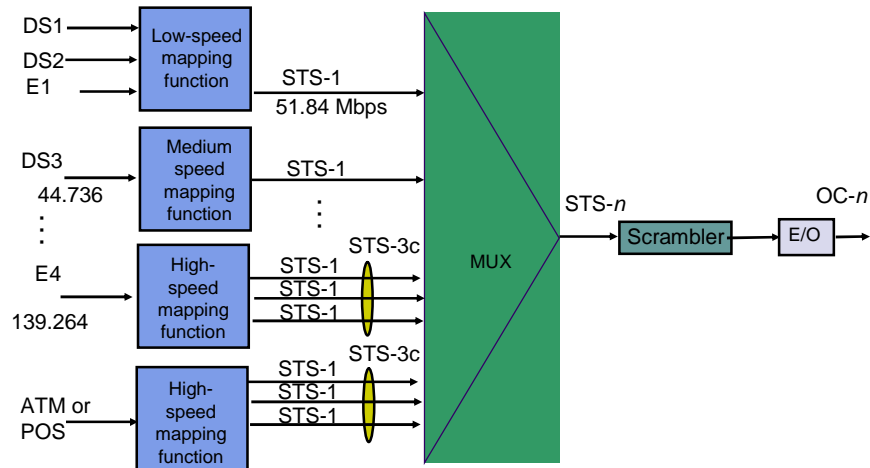 DS1
DS2
E1
Low-speed
mapping
function
STS-1
51.84 Mbps
DS3
44.736
Medium
speed
mapping
function
STS-1
E4
139.264
High-
speed
mapping
function
STS-1
STS-1
STS-1
STS-3c
ATM or
POS
High-
speed
mapping
function
STS-1
STS-1
STS-1
STS-3c
MUX
STS-n
Scrambler
E/O
OC-n